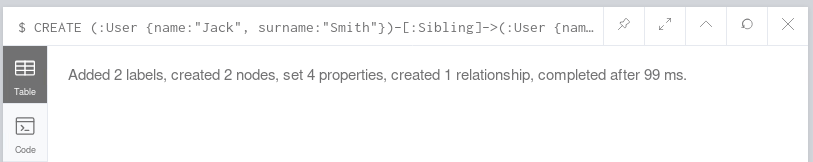 $ CREATE (:User {name:"Jack", surname:"Smith"})-[:Sibling]->(:User {nam…
Added 2 labels, created 2 nodes, set 4 properties, created 1 relationship, completed after 99 ms.
Table
Code